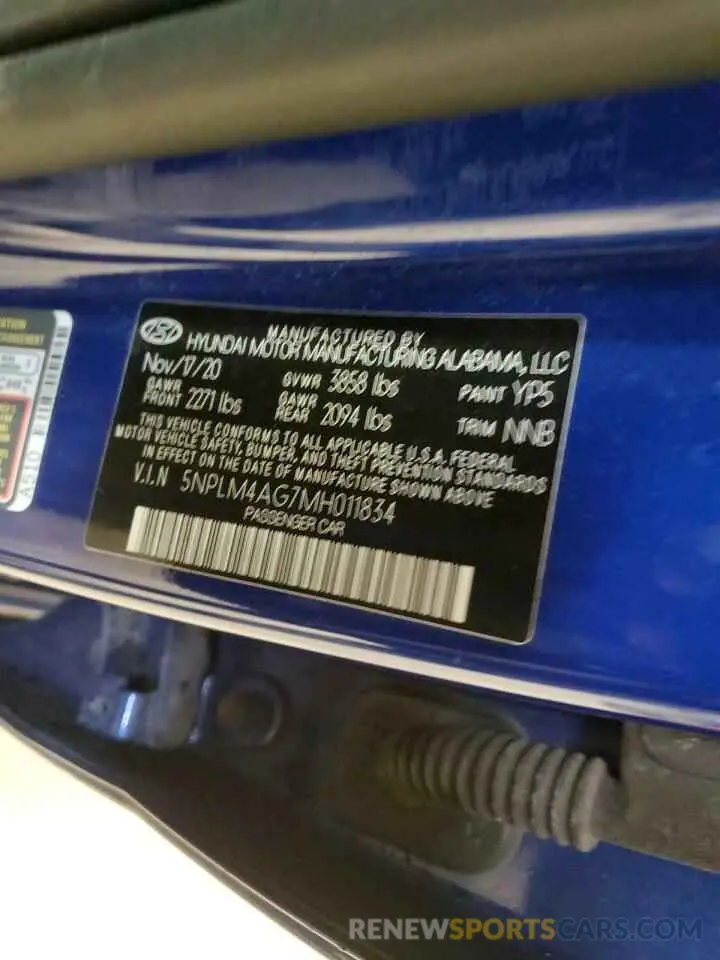 MANUFACTURED BY
HYUNDAI MOTOR MANUFACTURING ALABAMA, LLC
Nov/17/20 GVWR 3858 lbs PAINT YP5
GAWR FRONT 2271 lbs GAWR REAR 2094 lbs TRIM NNB
THIS VEHICLE CONFORMS TO ALL APPLICABLE U.S.A. FEDERAL
MOTOR VEHICLE SAFETY, BUMPER, AND THEFT PREVENTION STANDARDS
IN EFFECT ON THE DATE OF MANUFACTURE SHOWN ABOVE
V.I.N 5NPLM4AG7MH011834
PASSENGER CAR
A510
RENEWSPORTSCARS.COM